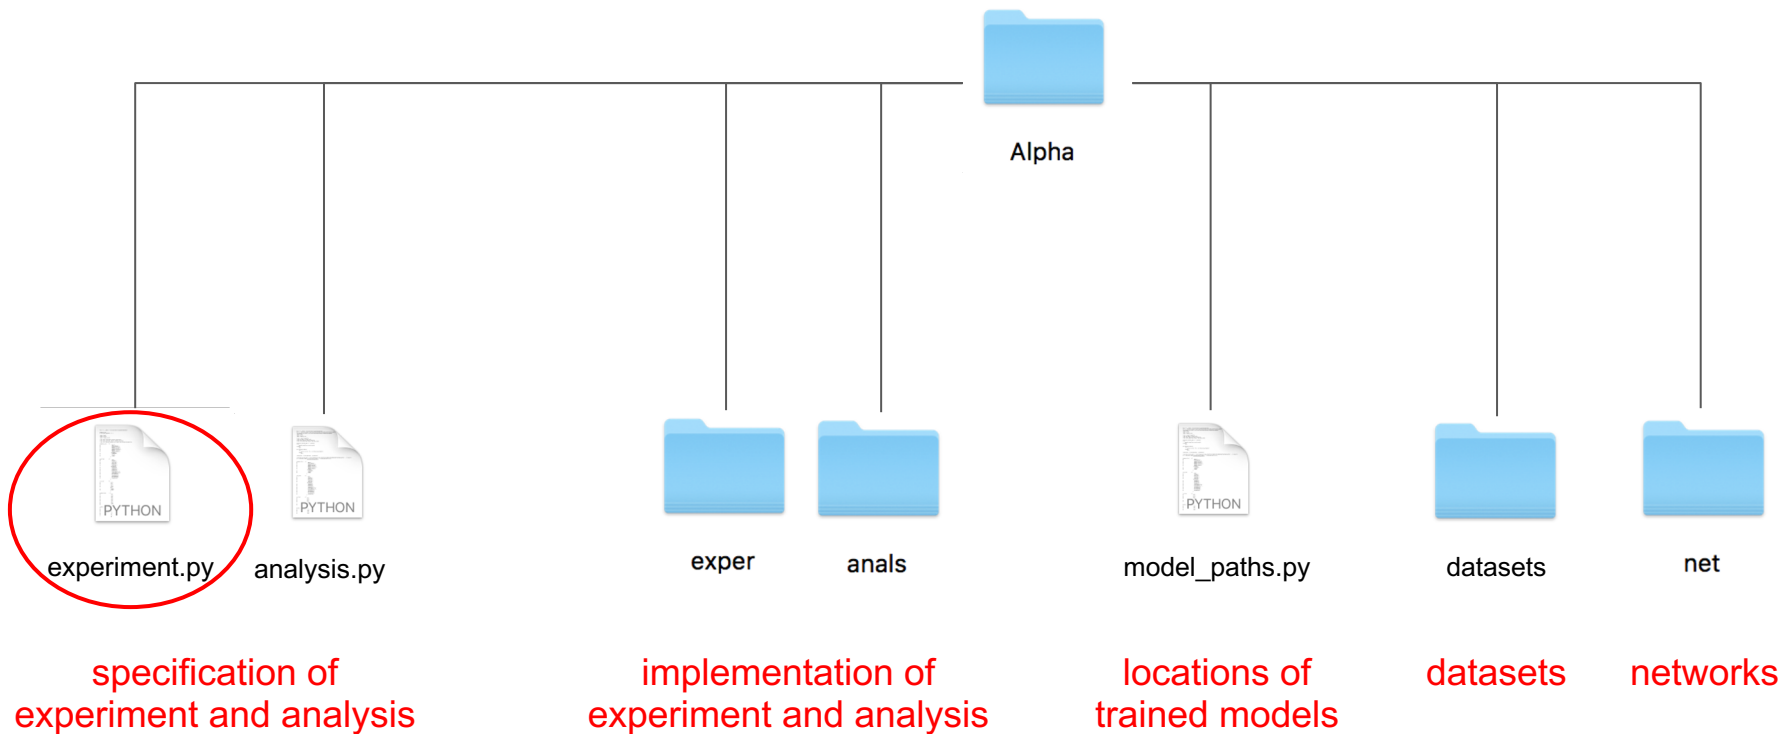 Alpha
PYTHON
PYTHON
PYTHON
experiment.py
analysis.py
exper
anals
model_paths.py
datasets
net
specification of
experiment and analysis
implementation of
experiment and analysis
locations of
trained models
datasets
networks